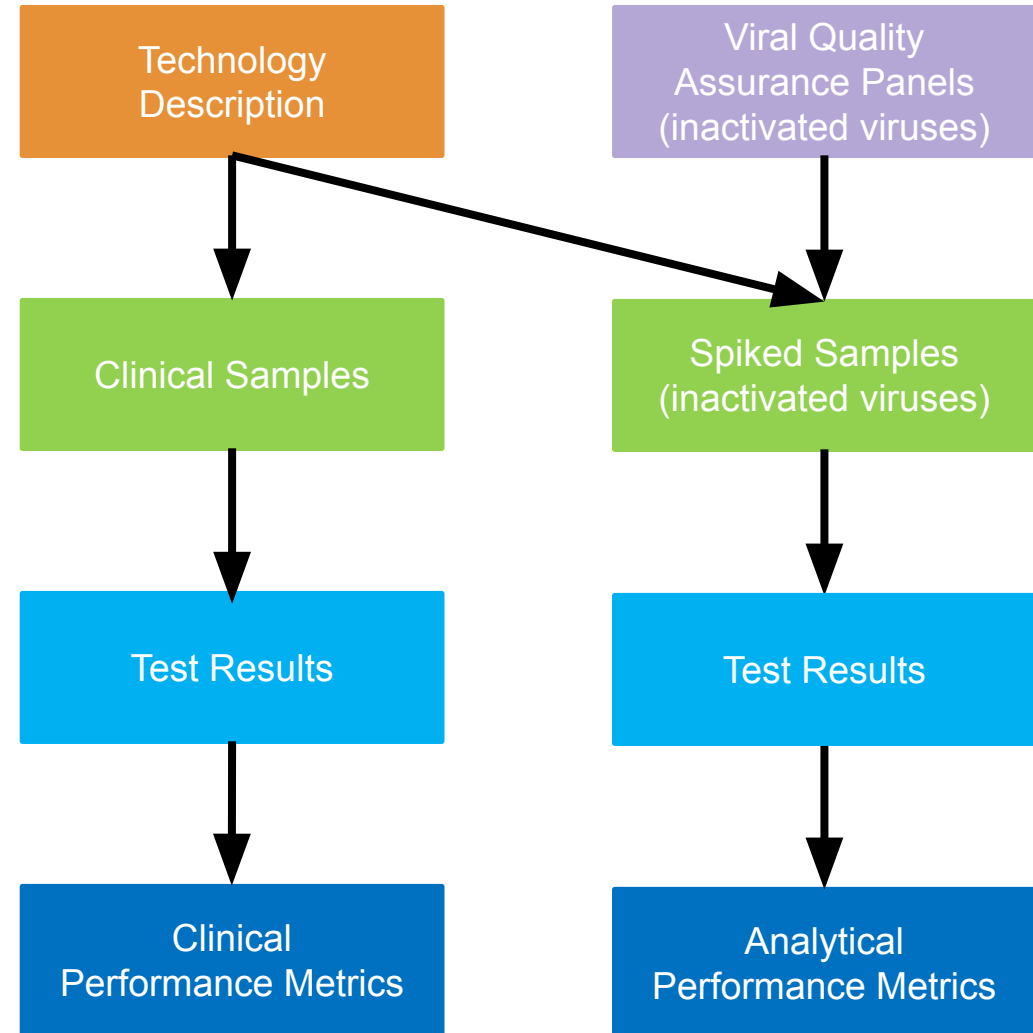 Technology
Description
Viral Quality
Assurance Panels
(inactivated viruses)
Clinical Samples
Spiked Samples
(inactivated viruses)
Test Results
Test Results
Clinical
Performance Metrics
Analytical
Performance Metrics